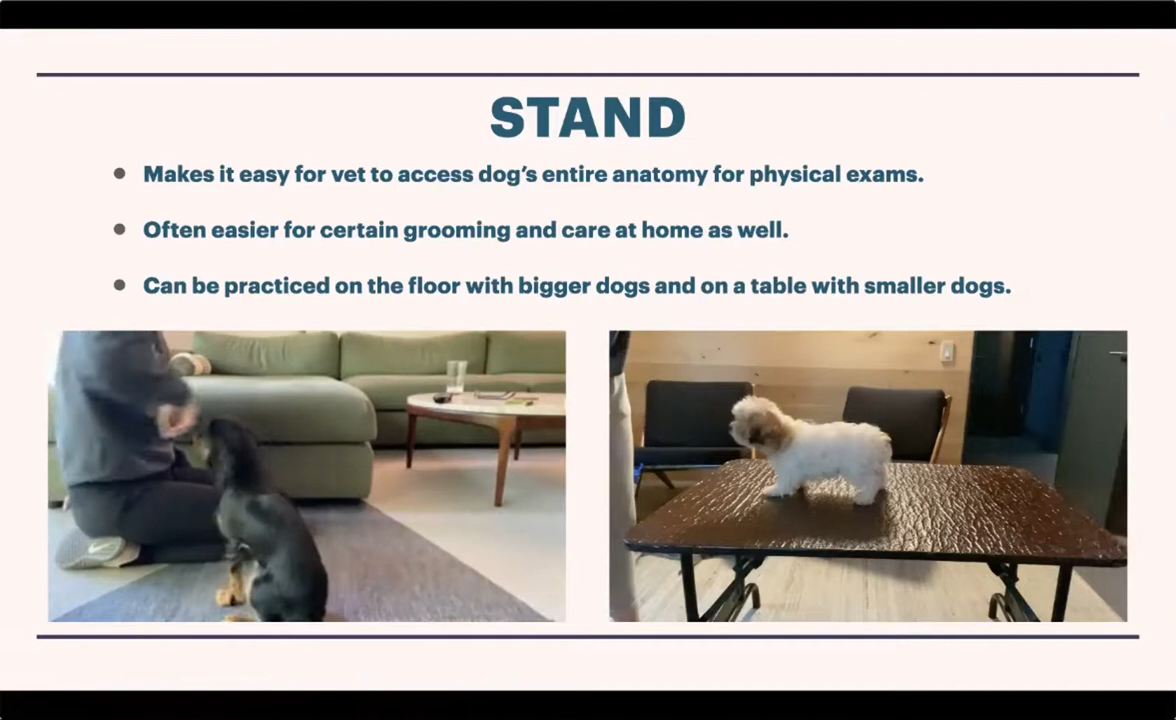 STAND
• Makes it easy for vet to access dog’s entire anatomy for physical exams.
• Often easier for certain grooming and care at home as well.
• Can be practiced on the floor with bigger dogs and on a table with smaller dogs.